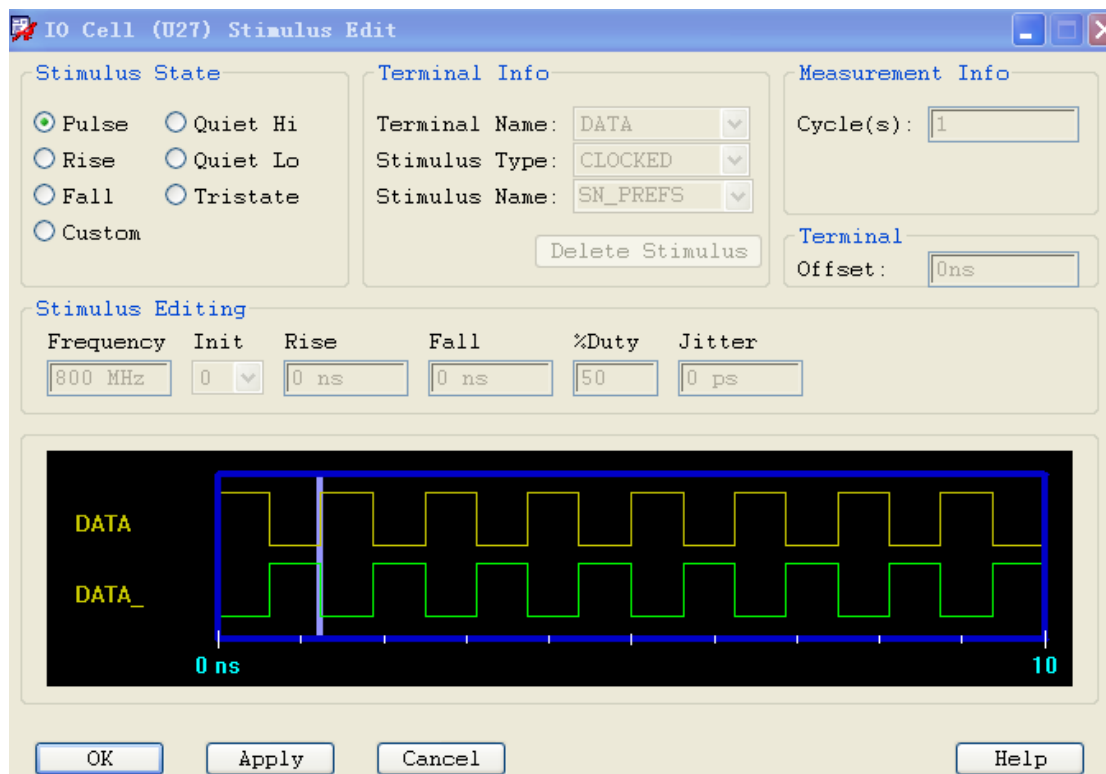 IO Cell (U27) Stimulus Edit
Stimulus State
Pulse
Quiet Hi
Rise
Quiet Lo
Fall
Tristate
Custom
Terminal Info
Terminal Name: DATA
Stimulus Type: CLOCKED
Stimulus Name: SN_PREFS
Delete Stimulus
Measurement Info
Cycle(s): 1
Terminal
Offset: 0ns
Stimulus Editing
Frequency Init Rise Fall %Duty Jitter
800 MHz 0 0 ns 0 ns 50 0 ps
DATA
DATA_
0 ns 10
OK Apply Cancel Help